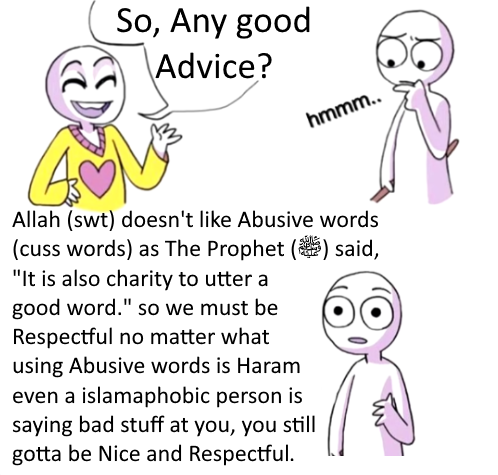 So, Any good
Advice?
hmmm..
Allah (swt) doesn't like Abusive words
(cuss words) as The Prophet (ﷺ) said,
"It is also charity to utter a
good word." so we must be
Respectful no matter what
using Abusive words is Haram
even a islamaphobic person is
saying bad stuff at you, you still
gotta be Nice and Respectful.